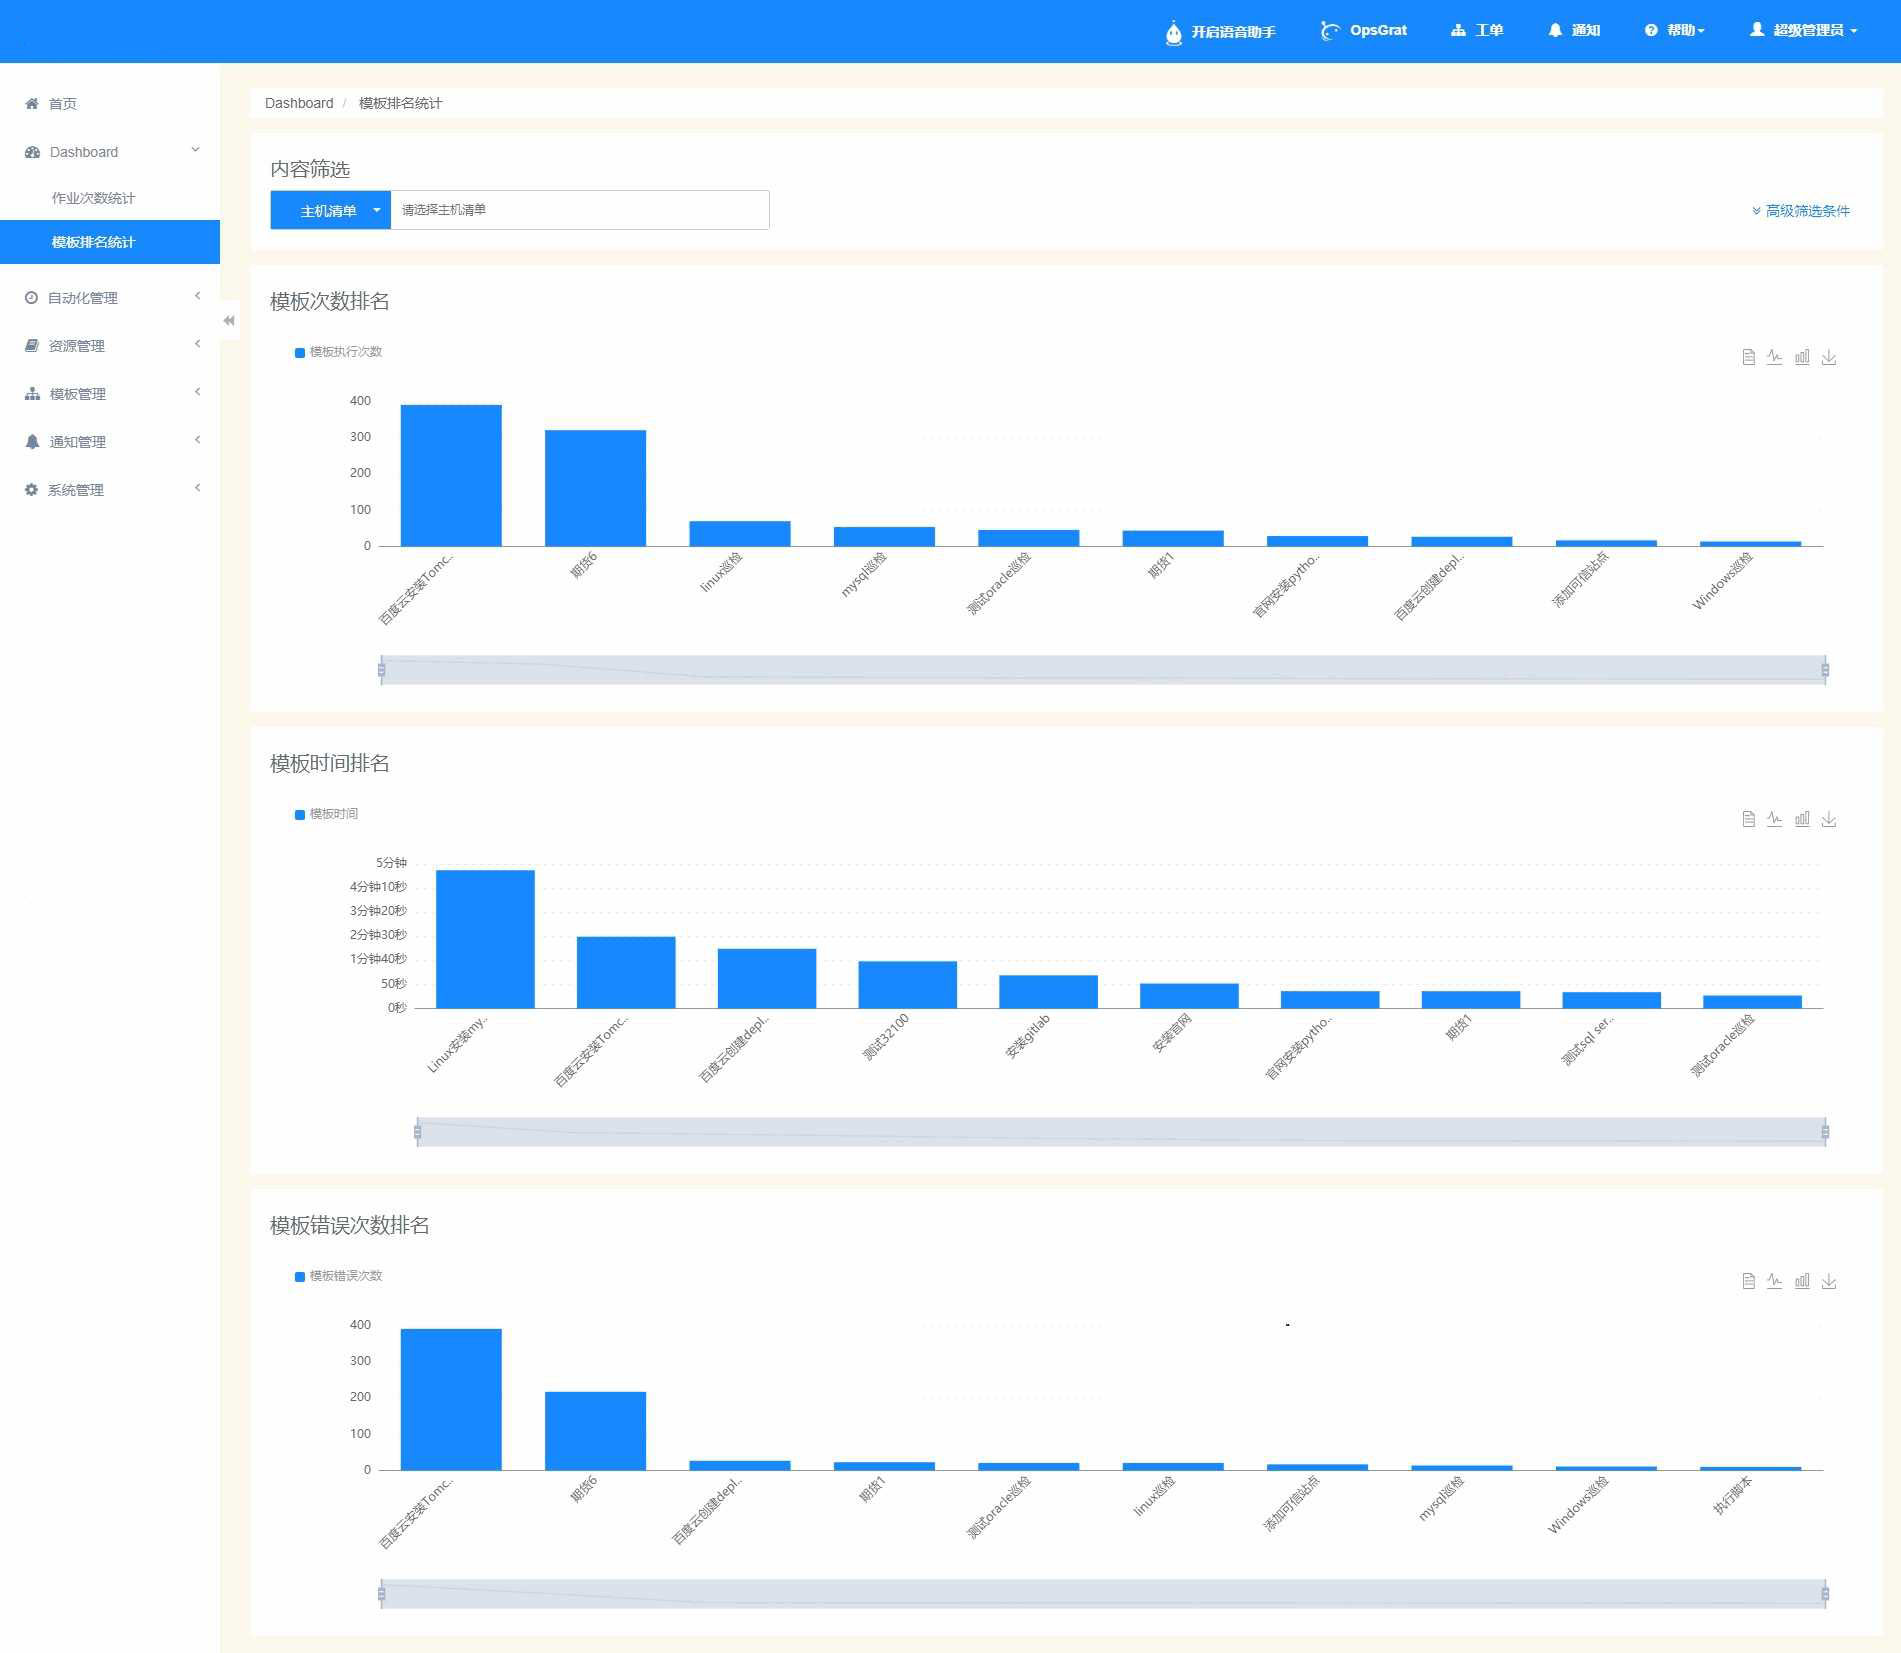 开启语音助手 OpsGrat 工单 通知 帮助 超级管理员
首页
Dashboard
作业次数统计
模板排名统计
自动化管理
资源管理
模板管理
通知管理
系统管理
Dashboard / 模板排名统计
内容筛选
主机清单 请选择主机清单
高级筛选条件
模板次数排名
模板执行次数
400
300
200
100
0
百度云安装Tomc..
期货6
linux巡检
mysql巡检
测试oracle巡检
期货1
官网安装pytho..
百度云创建depl..
添加可信站点
Windows巡检
模板时间排名
模板时间
5分钟
4分钟10秒
3分钟20秒
2分钟30秒
1分钟40秒
50秒
0秒
Linux安装my..
百度云安装Tomc..
百度云创建depl..
测试32100
安装gitlab
安装官网
官网安装pytho..
期货1
测试sql ser..
测试oracle巡检
模板错误次数排名
模板错误次数
400
300
200
100
0
百度云安装Tomc..
期货6
百度云创建depl..
期货1
测试oracle巡检
linux巡检
添加可信站点
mysql巡检
Windows巡检
执行脚本